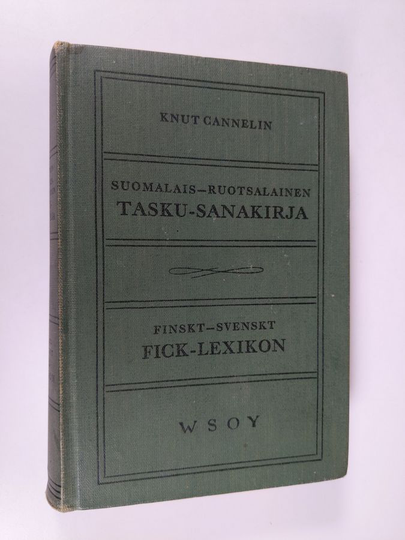 KNUT CANNELIN
SUOMALAIS—RUOTSALAINEN
TASKU-SANAKIRJA
FINSKT—SVENSKT
FICK-LEXIKON
WSOY